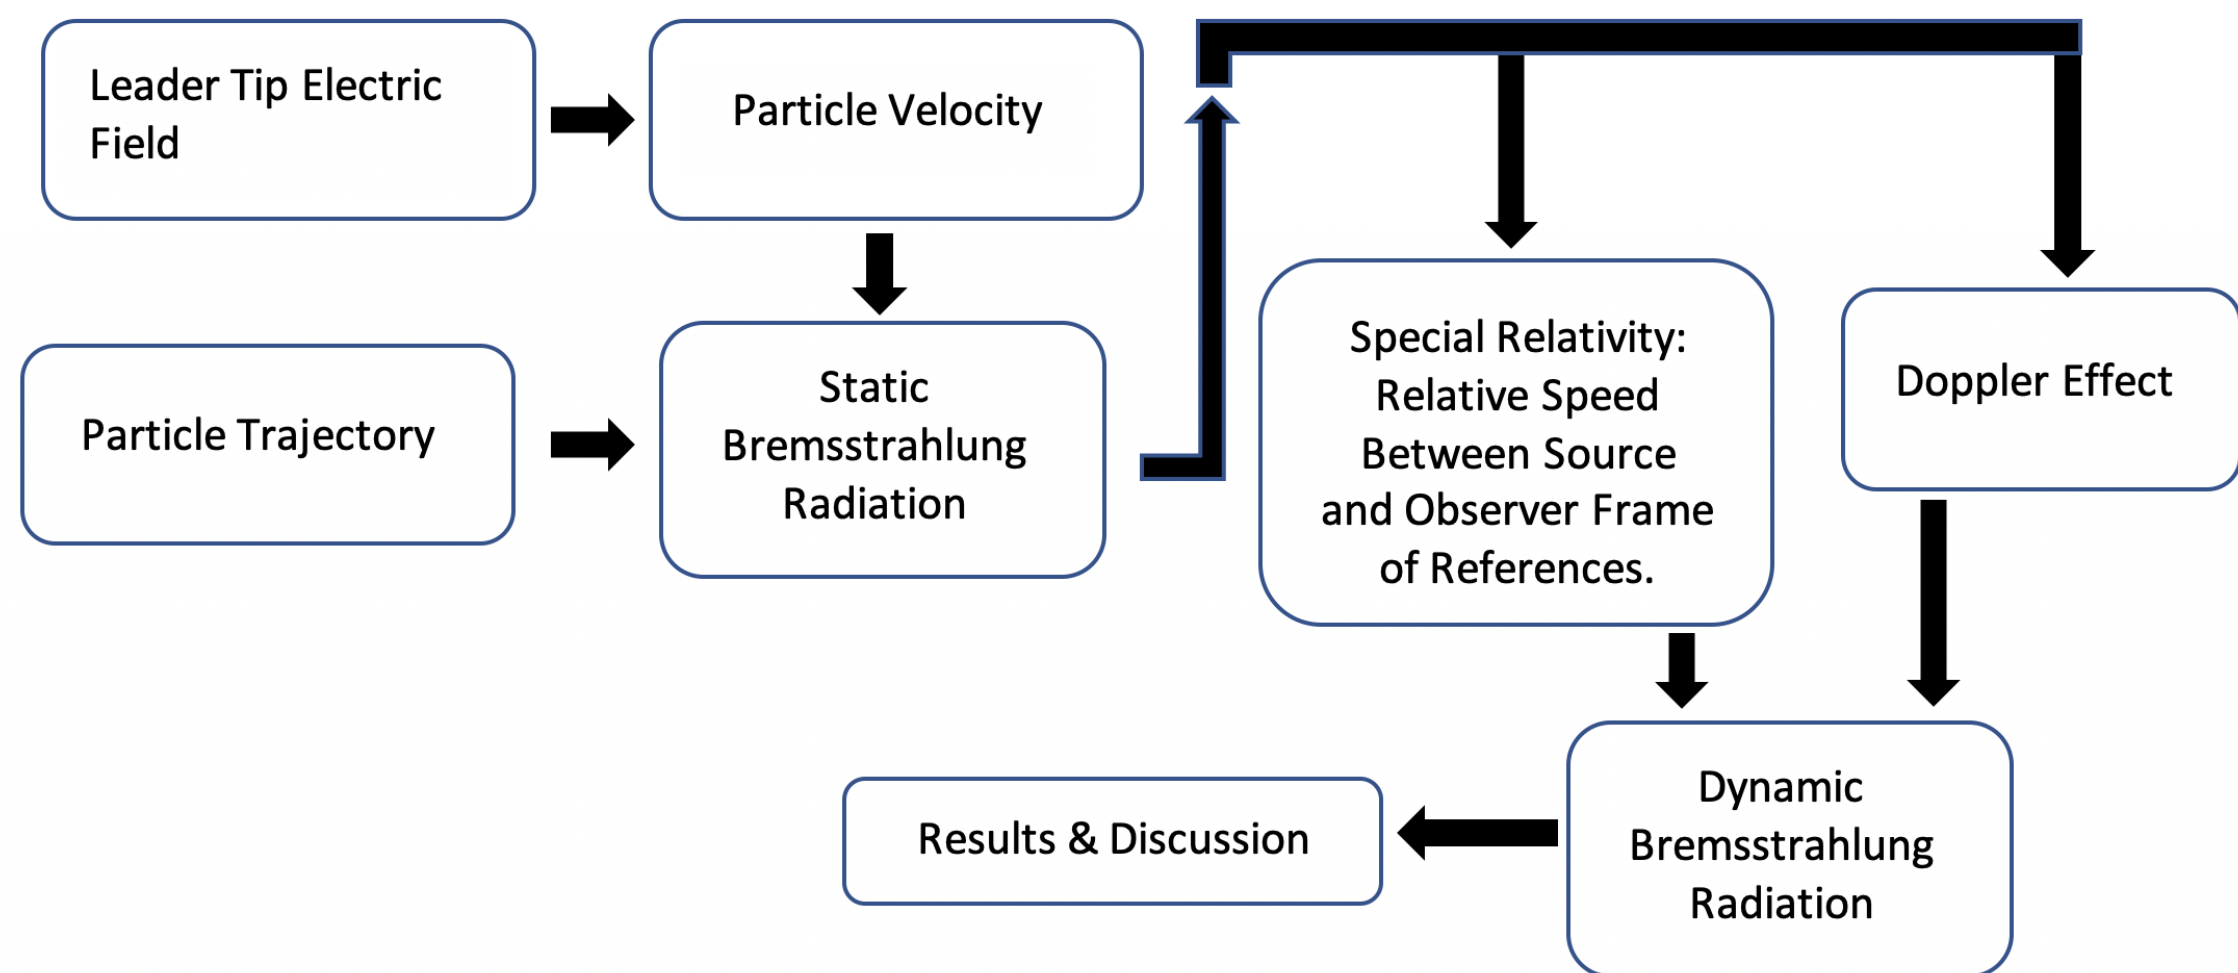 Leader Tip Electric
Field
Particle Velocity
Particle Trajectory
Static
Bremsstrahlung
Radiation
Special Relativity:
Relative Speed
Between Source
and Observer Frame
of References.
Doppler Effect
Dynamic
Bremsstrahlung
Radiation
Results & Discussion